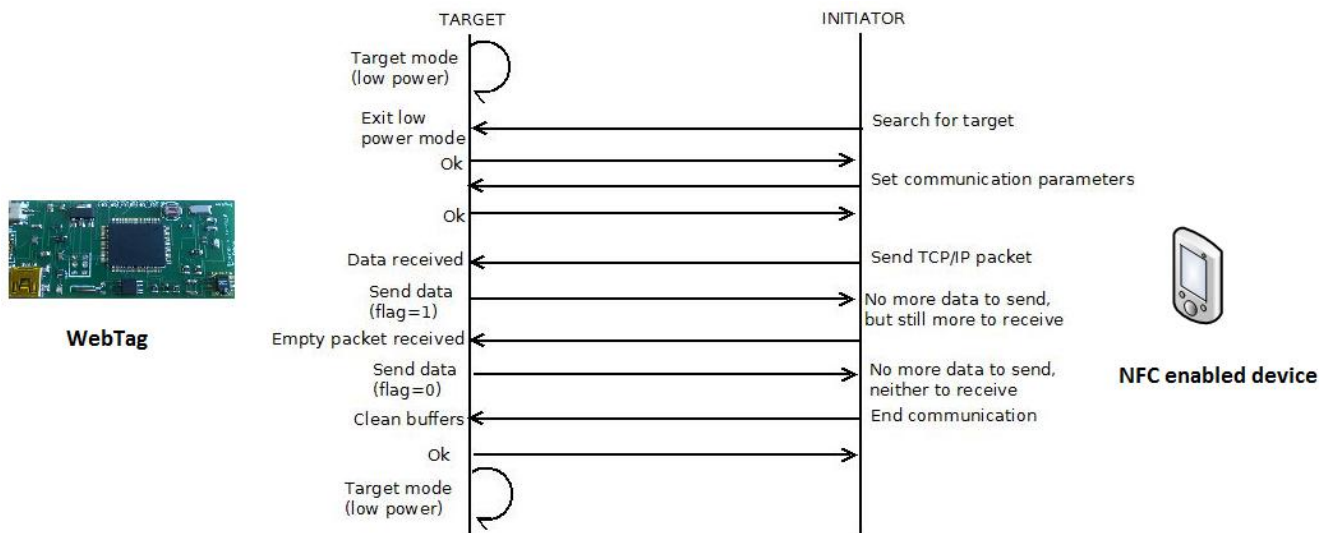 TARGET
INITIATOR
Target mode
(low power)
Exit low
power mode
Search for target
Ok
Set communication parameters
Ok
Data received
Send TCP/IP packet
Send data
(flag=1)
No more data to send,
but still more to receive
Empty packet received
Send data
(flag=0)
No more data to send,
neither to receive
Clean buffers
End communication
Ok
Target mode
(low power)
WebTag
NFC enabled device